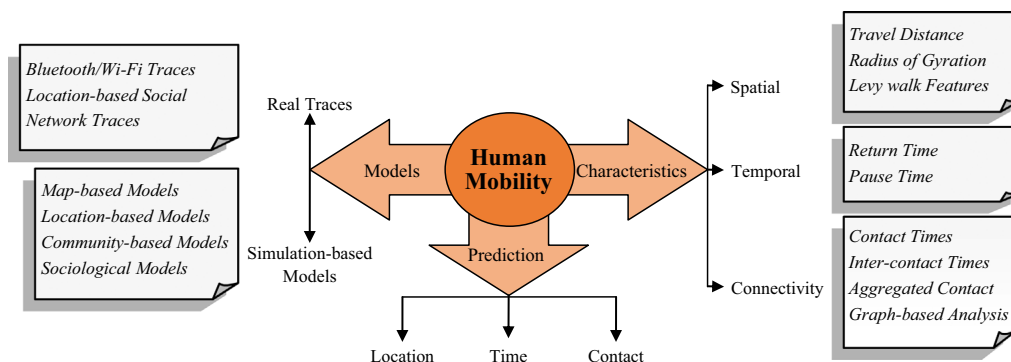 Bluetooth/Wi-Fi Traces
Location-based Social
Network Traces
Map-based Models
Location-based Models
Community-based Models
Sociological Models
Real Traces
Simulation-based
Models
Models
Human
Mobility
Characteristics
Prediction
Location
Time
Contact
Spatial
Temporal
Connectivity
Travel Distance
Radius of Gyration
Levy walk Features
Return Time
Pause Time
Contact Times
Inter-contact Times
Aggregated Contact
Graph-based Analysis